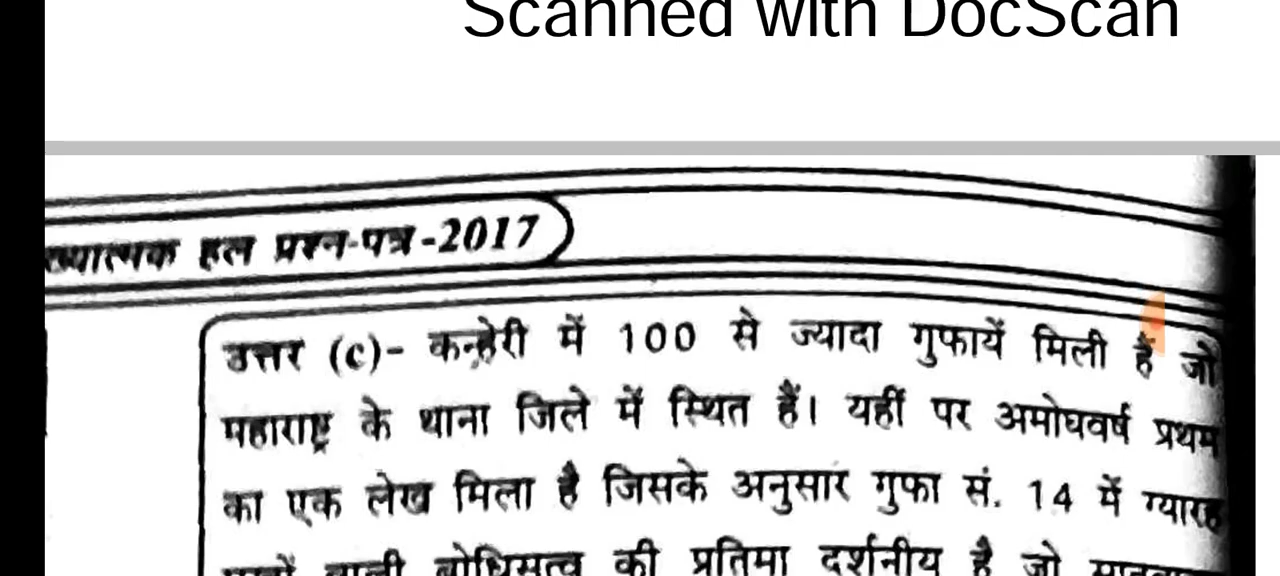 Scanned with DocScan
हल प्रश्न-पत्र-2017
उत्तर (c)- कन्हेरी में 100 से ज्यादा गुफायें मिली हैं जो
महाराष्ट्र के थाना जिले में स्थित हैं। यहीं पर अमोघवर्ष प्रथम
का एक लेख मिला है जिसके अनुसार गुफा सं. 14 में ग्यारह
वाली बोधिसत्व की प्रतिमा दर्शनीय है जो